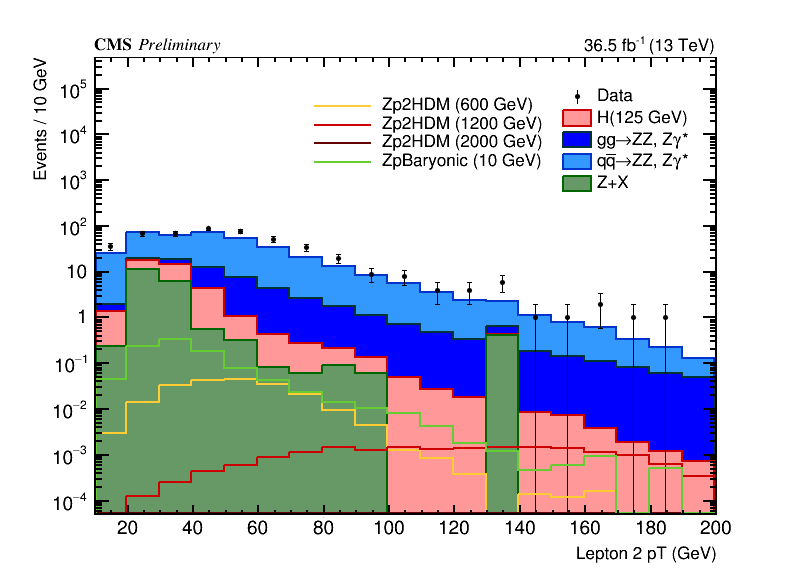 CMS Preliminary
36.5 fb⁻¹ (13 TeV)
Events / 10 GeV
10⁵
10⁴
10³
10²
10
1
10⁻¹
10⁻²
10⁻³
10⁻⁴
Zp2HDM (600 GeV)
Zp2HDM (1200 GeV)
Zp2HDM (2000 GeV)
ZpBaryonic (10 GeV)
Data
H(125 GeV)
gg→ZZ, Zγ*
qq̅→ZZ, Zγ*
Z+X
20 40 60 80 100 120 140 160 180 200
Lepton 2 pT (GeV)